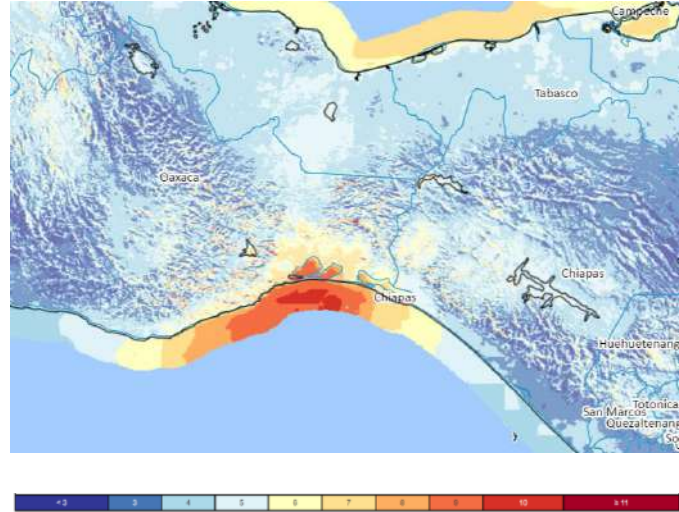 Campeche
Tabasco
Oaxaca
Chiapas
Chiapas
Huehuetenang
Totonica
San Marcos
Quezaltenang
So
< 3 3 4 5 6 7 8 9 10 ≥ 11